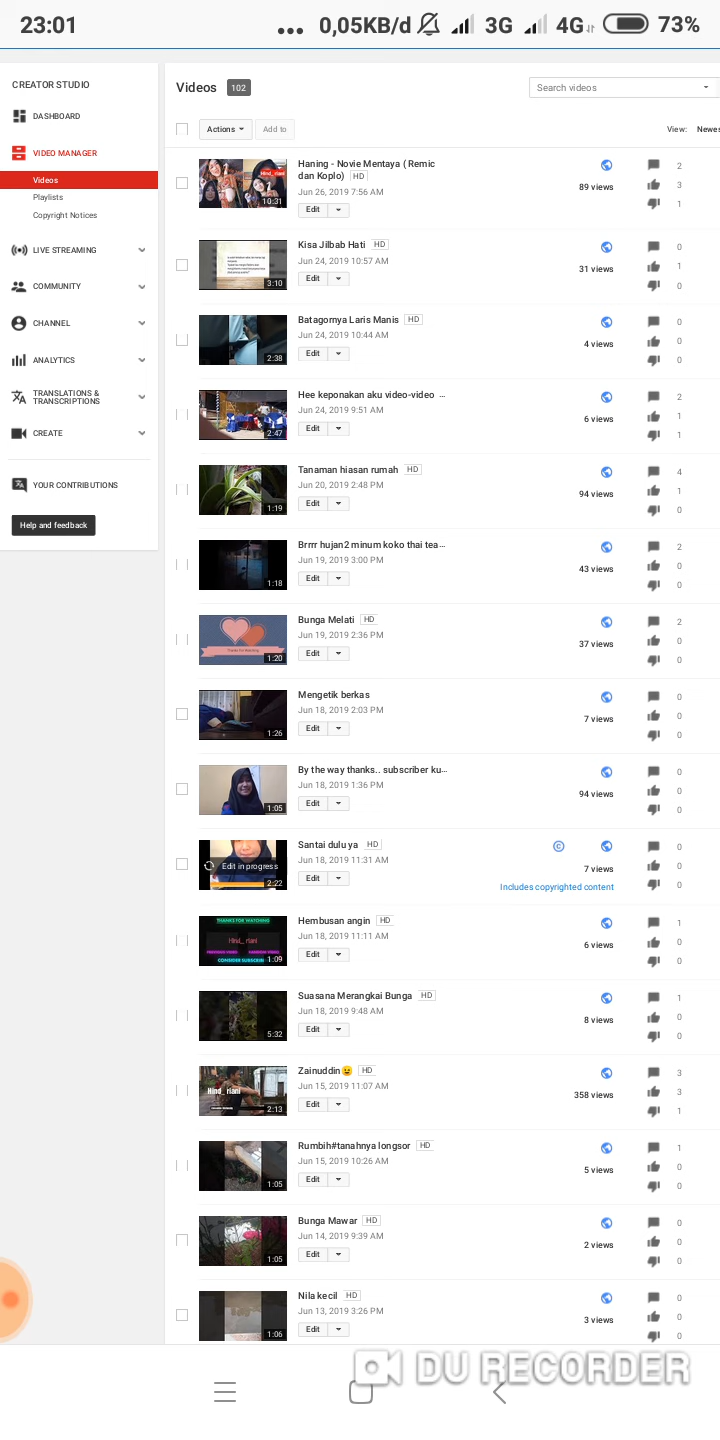 23:01
... 0,05KB/d 3G 4G 73%
CREATOR STUDIO
DASHBOARD
VIDEO MANAGER
Videos
Playlists
Copyright Notices
LIVE STREAMING
COMMUNITY
CHANNEL
ANALYTICS
TRANSLATIONS &
TRANSCRIPTIONS
CREATE
YOUR CONTRIBUTIONS
Help and feedback
Videos 102
Search videos
Actions Add to
View: Newes
Haning - Novie Mentaya ( Remic
dan Koplo) HD
Jun 26, 2019 7:56 AM
Edit
10:31
89 views
2
3
1
Kisa Jilbab Hati HD
Jun 24, 2019 10:57 AM
Edit
3:10
31 views
0
1
0
Batagornya Laris Manis HD
Jun 24, 2019 10:44 AM
Edit
2:38
4 views
0
0
0
Hee keponakan aku video-video ...
Jun 24, 2019 9:51 AM
Edit
2:47
6 views
2
1
1
Tanaman hiasan rumah HD
Jun 20, 2019 2:48 PM
Edit
1:19
94 views
4
1
0
Brrrr hujan2 minum koko thai tea...
Jun 19, 2019 3:00 PM
Edit
1:18
43 views
2
0
0
Bunga Melati HD
Jun 19, 2019 2:36 PM
Edit
1:20
37 views
2
0
0
Mengetik berkas
Jun 18, 2019 2:03 PM
Edit
1:26
7 views
0
0
0
By the way thanks.. subscriber ku...
Jun 18, 2019 1:36 PM
Edit
1:05
94 views
0
0
0
Santai dulu ya HD
Jun 18, 2019 11:31 AM
Edit
Edit in progress
2:22
7 views
Includes copyrighted content
0
0
0
Hembusan angin HD
Jun 18, 2019 11:11 AM
Edit
THANKS FOR WATCHING
Hind_ riani
CONSIDER SUBSCRIB
1:09
6 views
1
0
0
Suasana Merangkai Bunga HD
Jun 18, 2019 9:48 AM
Edit
5:32
8 views
1
0
0
Zainuddin😉 HD
Jun 15, 2019 11:07 AM
Edit
Hind_ riani
2:13
358 views
3
3
1
Rumbih#tanahnya longsor HD
Jun 15, 2019 10:26 AM
Edit
1:05
5 views
1
0
0
Bunga Mawar HD
Jun 14, 2019 9:39 AM
Edit
1:05
2 views
0
0
0
Nila kecil HD
Jun 13, 2019 3:26 PM
Edit
1:06
3 views
0
0
0
DU RECORDER